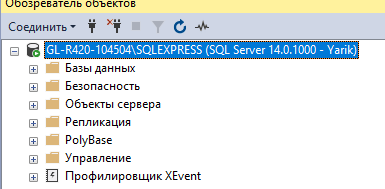 Обозреватель объектов
Соединить
GL-R420-104504\SQLEXPRESS (SQL Server 14.0.1000 - Yarik)
Базы данных
Безопасность
Объекты сервера
Репликация
PolyBase
Управление
Профилировщик XEvent